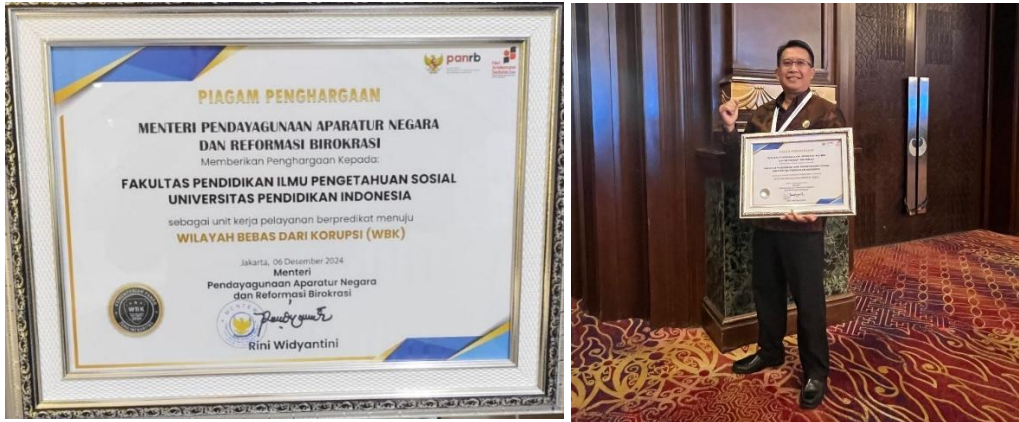 panrb
PIAGAM PENGHARGAAN
MENTERI PENDAYAGUNAAN APARATUR NEGARA
DAN REFORMASI BIROKRASI
Memberikan Penghargaan Kepada:
FAKULTAS PENDIDIKAN ILMU PENGETAHUAN SOSIAL
UNIVERSITAS PENDIDIKAN INDONESIA
sebagai unit kerja pelayanan berpredikat menuju
WILAYAH BEBAS DARI KORUPSI (WBK)
Jakarta, 06 Desember 2024
Menteri
Pendayagunaan Aparatur Negara
dan Reformasi Birokrasi
WBK
MENTERI
Rini Widyantini